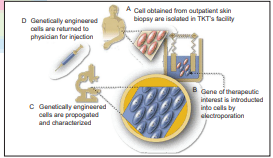 A Cell obtained from outpatient skin
biopsy are isolated in TKT's facility
B Gene of therapeutic
interest is introducted
into cells by
electroporation
C Genetically engineered
cells are propogated
and characterized
D Genetically engineered
cells are returned to
physician for injection